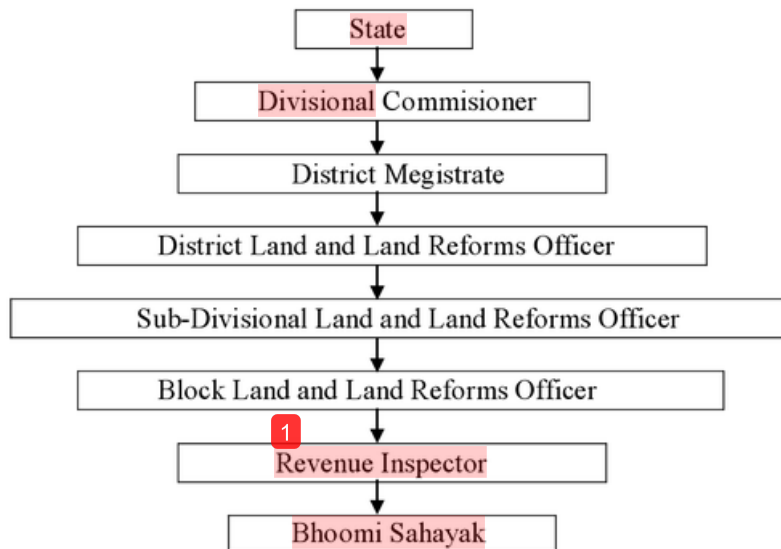 State
Divisional Commisioner
District Megistrate
District Land and Land Reforms Officer
Sub-Divisional Land and Land Reforms Officer
Block Land and Land Reforms Officer
1
Revenue Inspector
Bhoomi Sahayak